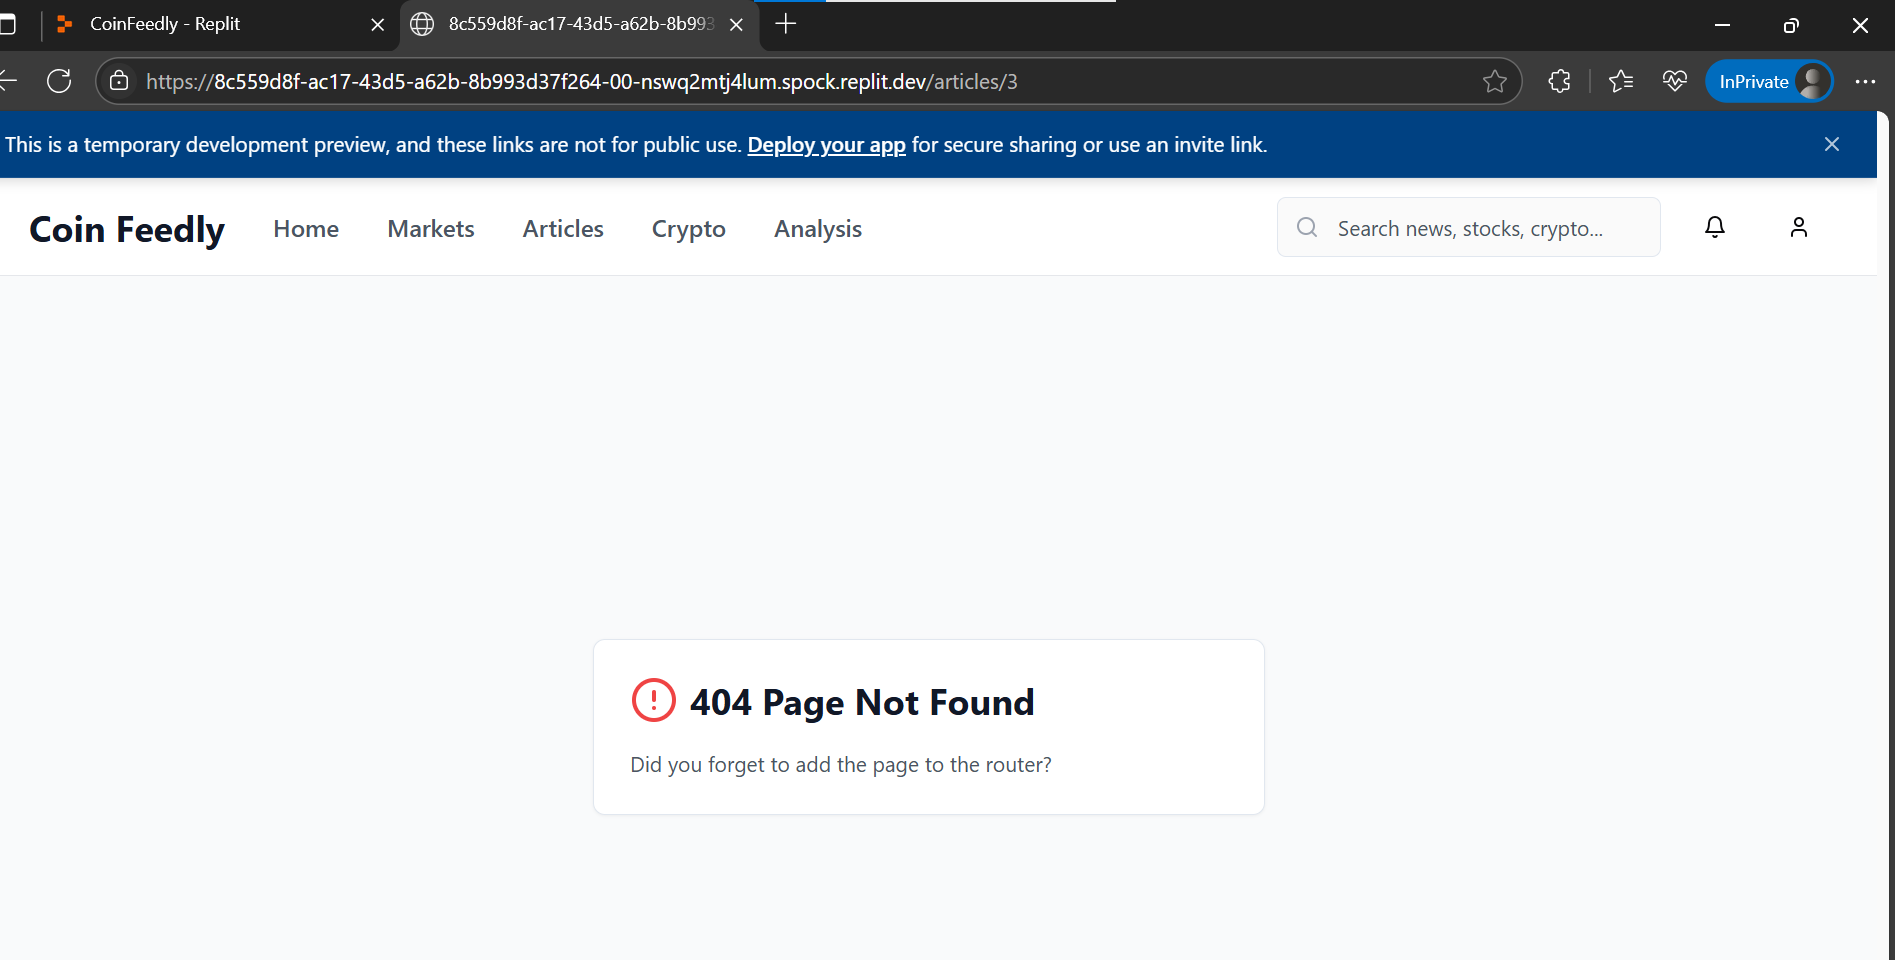 CoinFeedly - Replit
8c559d8f-ac17-43d5-a62b-8b993
https://8c559d8f-ac17-43d5-a62b-8b993d37f264-00-nswq2mtj4lum.spock.replit.dev/articles/3
InPrivate
This is a temporary development preview, and these links are not for public use. Deploy your app for secure sharing or use an invite link.
Coin Feedly
Home
Markets
Articles
Crypto
Analysis
Search news, stocks, crypto...
404 Page Not Found
Did you forget to add the page to the router?